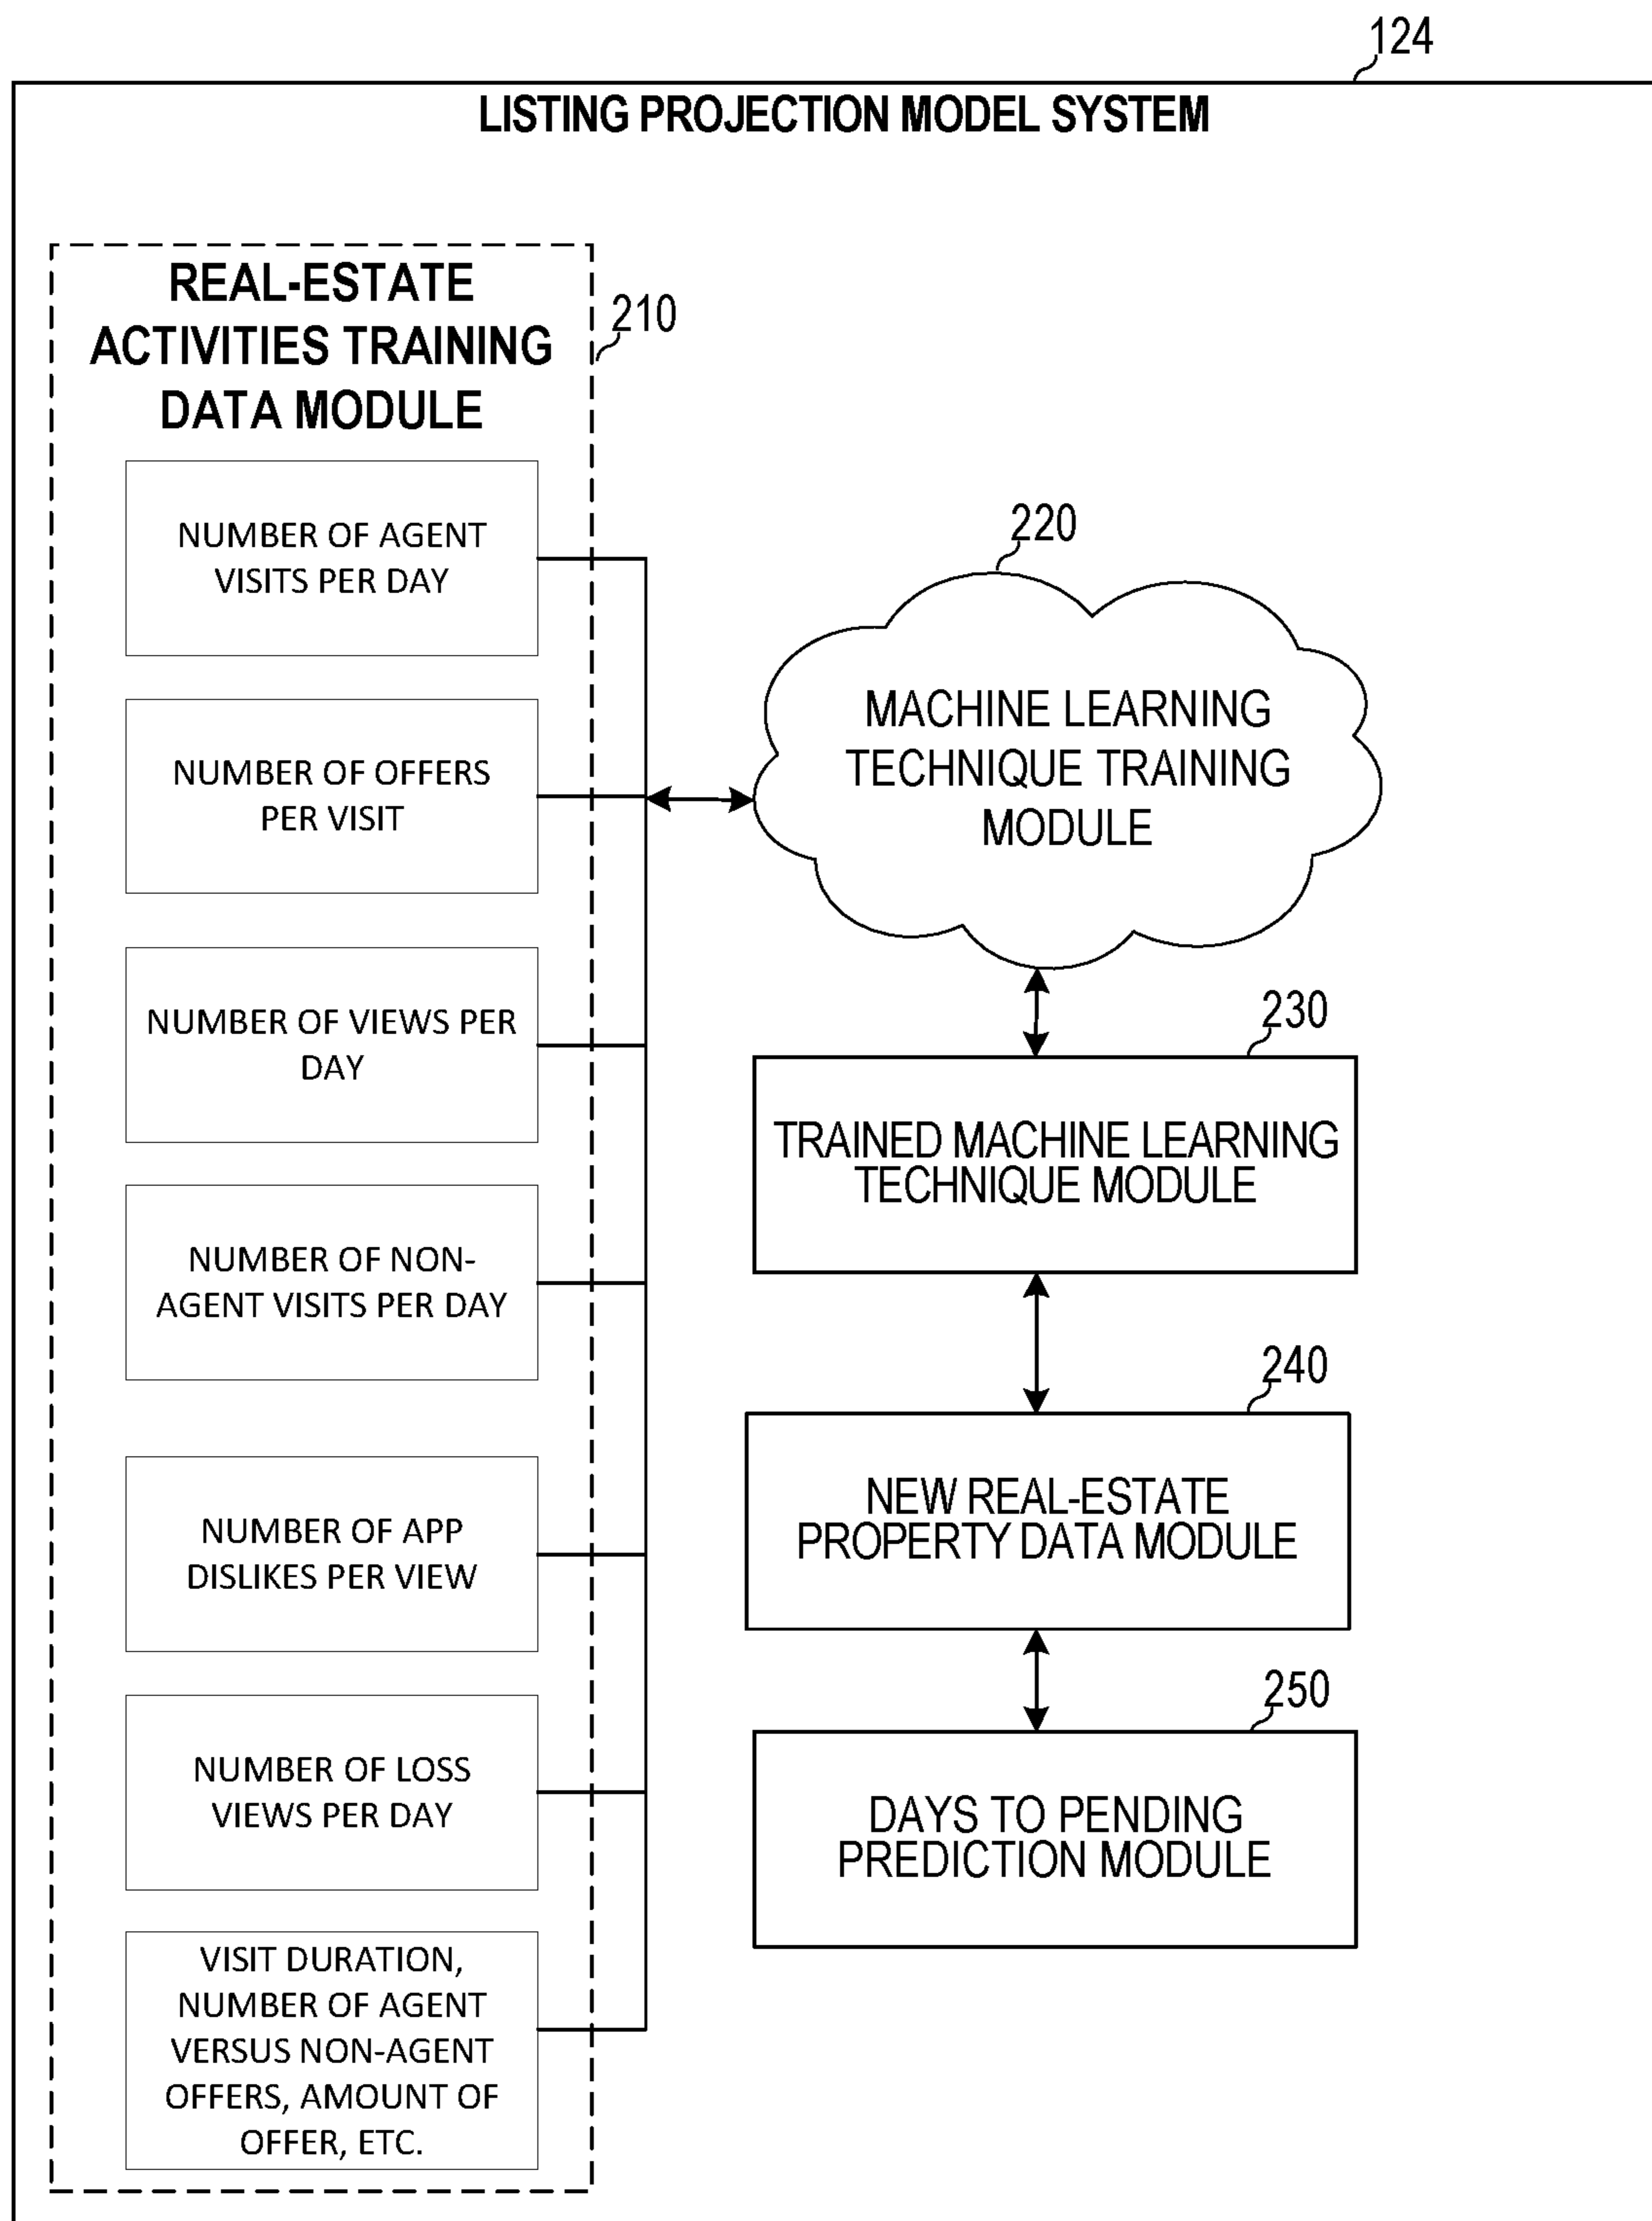 124
LISTING PROJECTION MODEL SYSTEM
REAL-ESTATE
ACTIVITIES TRAINING
DATA MODULE
210
NUMBER OF AGENT
VISITS PER DAY
NUMBER OF OFFERS
PER VISIT
NUMBER OF VIEWS PER
DAY
NUMBER OF NON-
AGENT VISITS PER DAY
NUMBER OF APP
DISLIKES PER VIEW
NUMBER OF LOSS
VIEWS PER DAY
VISIT DURATION,
NUMBER OF AGENT
VERSUS NON-AGENT
OFFERS, AMOUNT OF
OFFER, ETC.
220
MACHINE LEARNING
TECHNIQUE TRAINING
MODULE
230
TRAINED MACHINE LEARNING
TECHNIQUE MODULE
240
NEW REAL-ESTATE
PROPERTY DATA MODULE
250
DAYS TO PENDING
PREDICTION MODULE